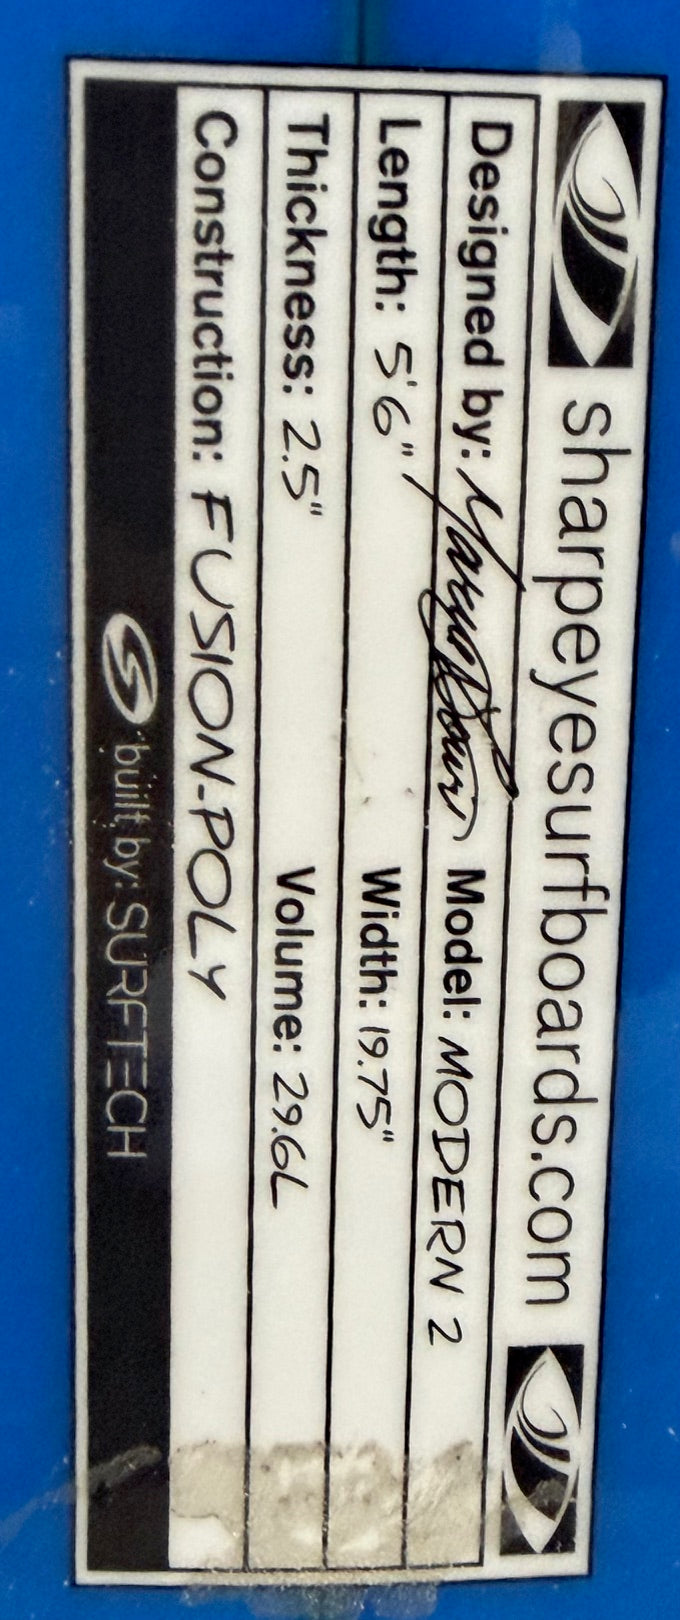 sharpeyesurfboards.com
Designed by: Model: MODERN 2
Length: 5'6" Width: 19.75"
Thickness: 2.5" Volume: 29.6L
Construction: FUSION-POLY
built by: SURFTECH